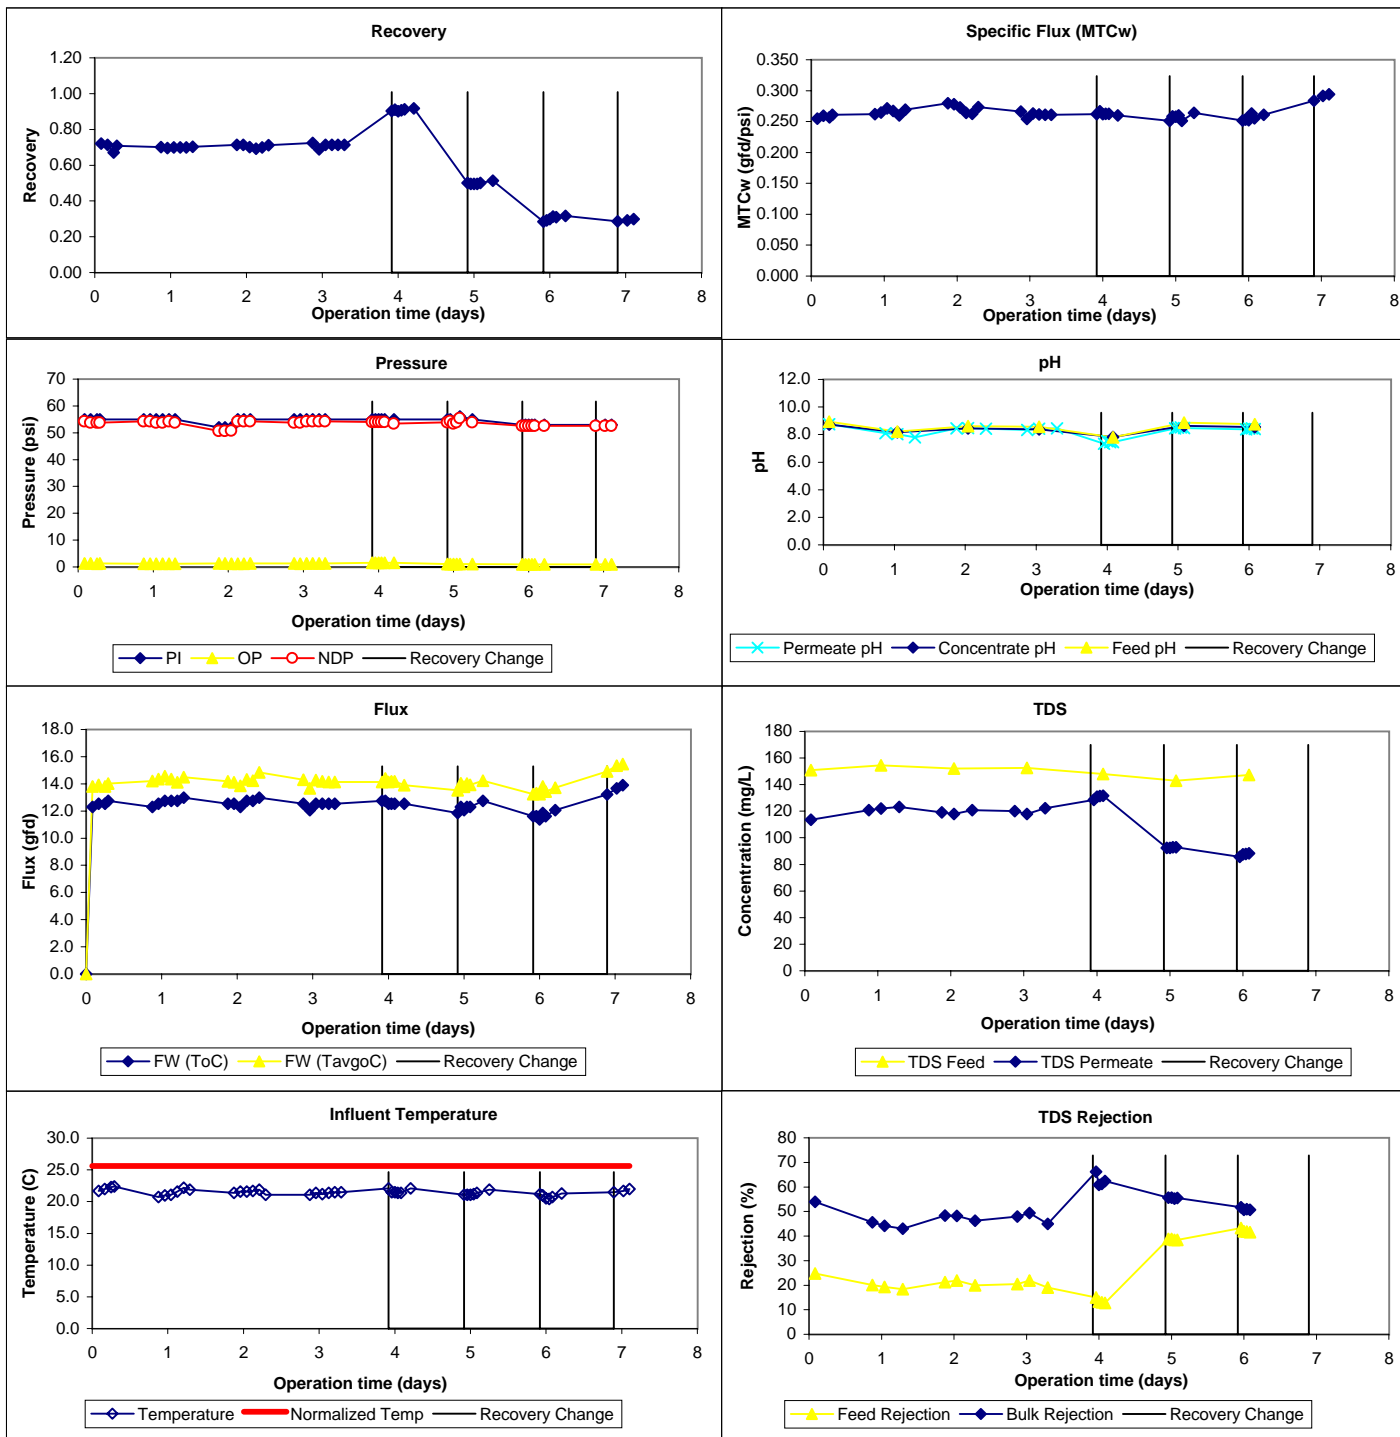 Recovery
1.20
1.00
0.80
0.60
0.40
0.20
0.00
Recovery
0 1 2 3 4 5 6 7 8
Operation time (days)
Specific Flux (MTCw)
0.350
0.300
0.250
0.200
0.150
0.100
0.050
0.000
MTCw (gfd/psi)
0 1 2 3 4 5 6 7 8
Operation time (days)
Pressure
70
60
50
40
30
20
10
0
Pressure (psi)
0 1 2 3 4 5 6 7 8
Operation time (days)
PI OP NDP Recovery Change
pH
12.0
10.0
8.0
6.0
4.0
2.0
0.0
pH
0 1 2 3 4 5 6 7 8
Operation time (days)
Permeate pH Concentrate pH Feed pH Recovery Change
Flux
18.0
16.0
14.0
12.0
10.0
8.0
6.0
4.0
2.0
0.0
Flux (gfd)
0 1 2 3 4 5 6 7 8
Operation time (days)
FW (ToC) FW (TavgoC) Recovery Change
TDS
180
160
140
120
100
80
60
40
20
0
Concentration (mg/L)
0 1 2 3 4 5 6 7 8
Operation time (days)
TDS Feed TDS Permeate Recovery Change
Influent Temperature
30.0
25.0
20.0
15.0
10.0
5.0
0.0
Temperature (C)
0 1 2 3 4 5 6 7 8
Operation time (days)
Temperature Normalized Temp Recovery Change
TDS Rejection
80
70
60
50
40
30
20
10
0
Rejection (%)
0 1 2 3 4 5 6 7 8
Operation time (days)
Feed Rejection Bulk Rejection Recovery Change